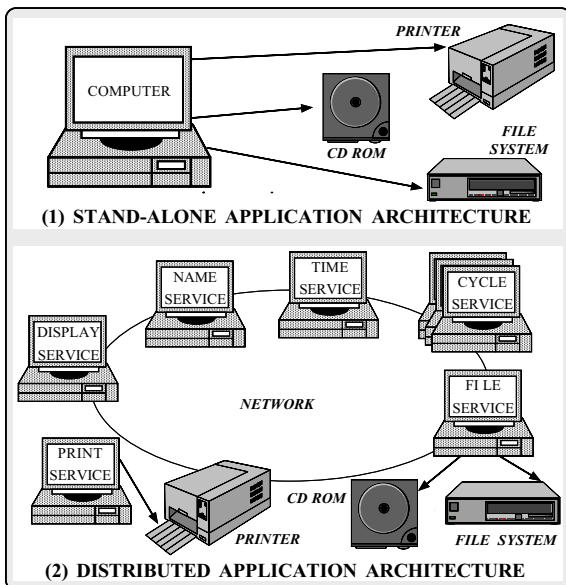 PRINTER
COMPUTER
CD ROM
FILE
SYSTEM
(1) STAND-ALONE APPLICATION ARCHITECTURE
NAME
SERVICE
TIME
SERVICE
CYCLE
SERVICE
DISPLAY
SERVICE
NETWORK
FI LE
SERVICE
PRINT
SERVICE
PRINTER
CD ROM
FILE SYSTEM
(2) DISTRIBUTED APPLICATION ARCHITECTURE